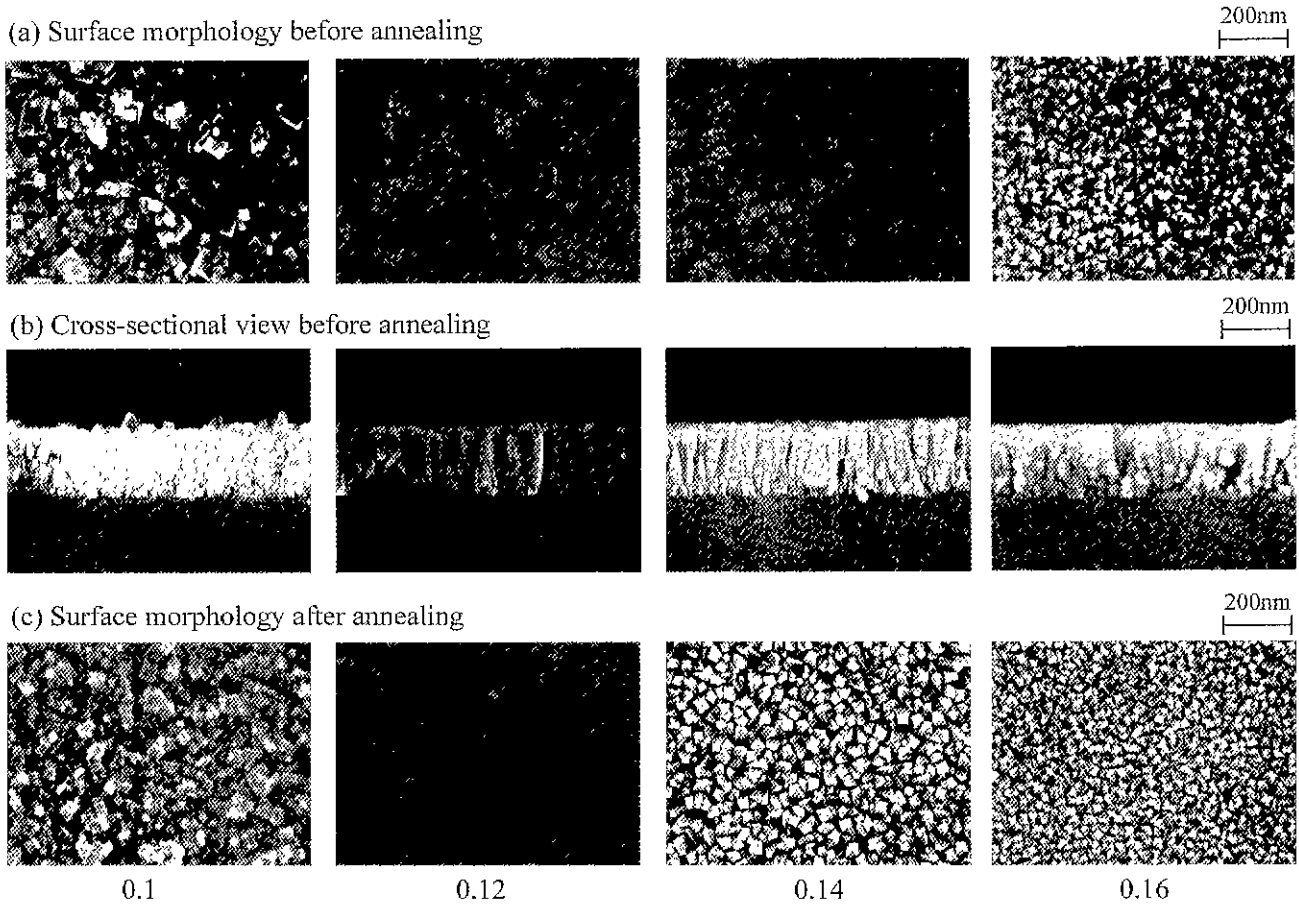 200nm
(a) Surface morphology before annealing
200nm
(b) Cross-sectional view before annealing
200nm
(c) Surface morphology after annealing
0.1 0.12 0.14 0.16